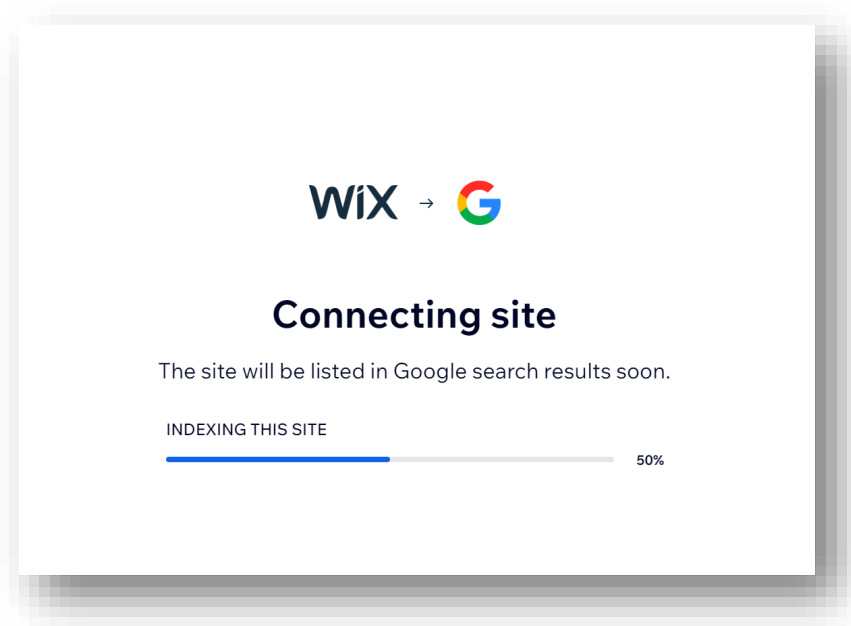 WiX → G
Connecting site
The site will be listed in Google search results soon.
INDEXING THIS SITE
50%